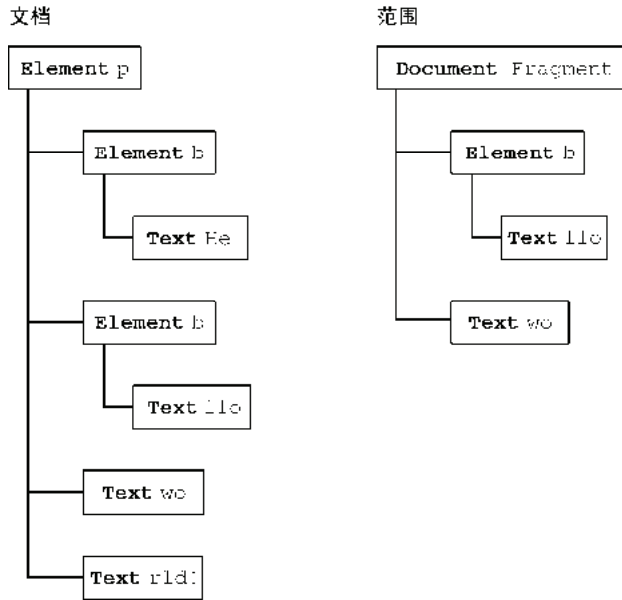 文档
Element p
Element b
Text He
Element b
Text llo
Text wo
Text rld!
范围
Document Fragment
Element b
Text llo
Text wo